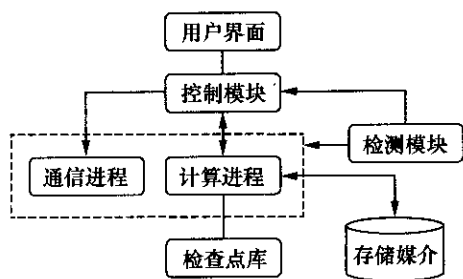 用户界面
控制模块
检测模块
通信进程
计算进程
检查点库
存储媒介